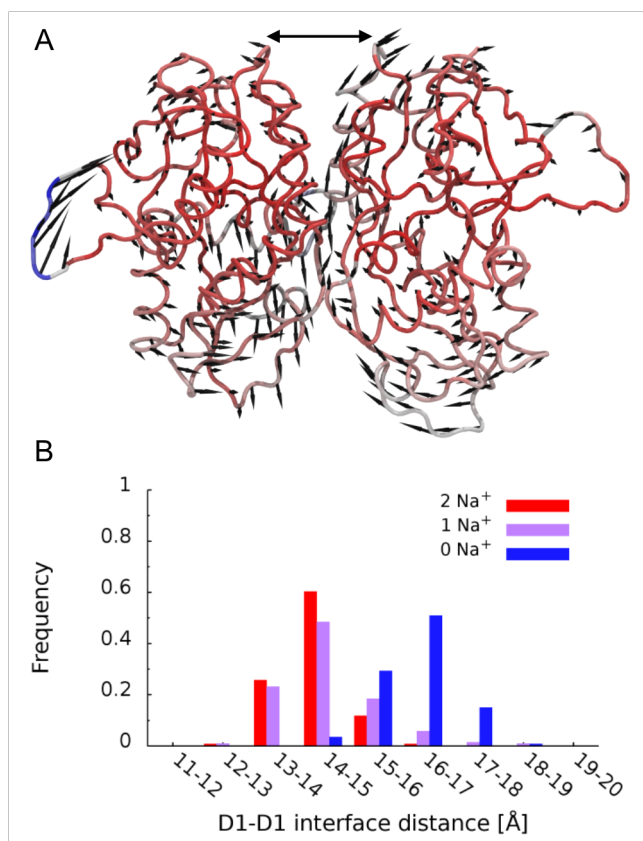 A
B
1
0.8
0.6
0.4
0.2
0
Frequency
2 Na⁺
1 Na⁺
0 Na⁺
11-12 12-13 13-14 14-15 15-16 16-17 17-18 18-19 19-20
D1-D1 interface distance [Å]